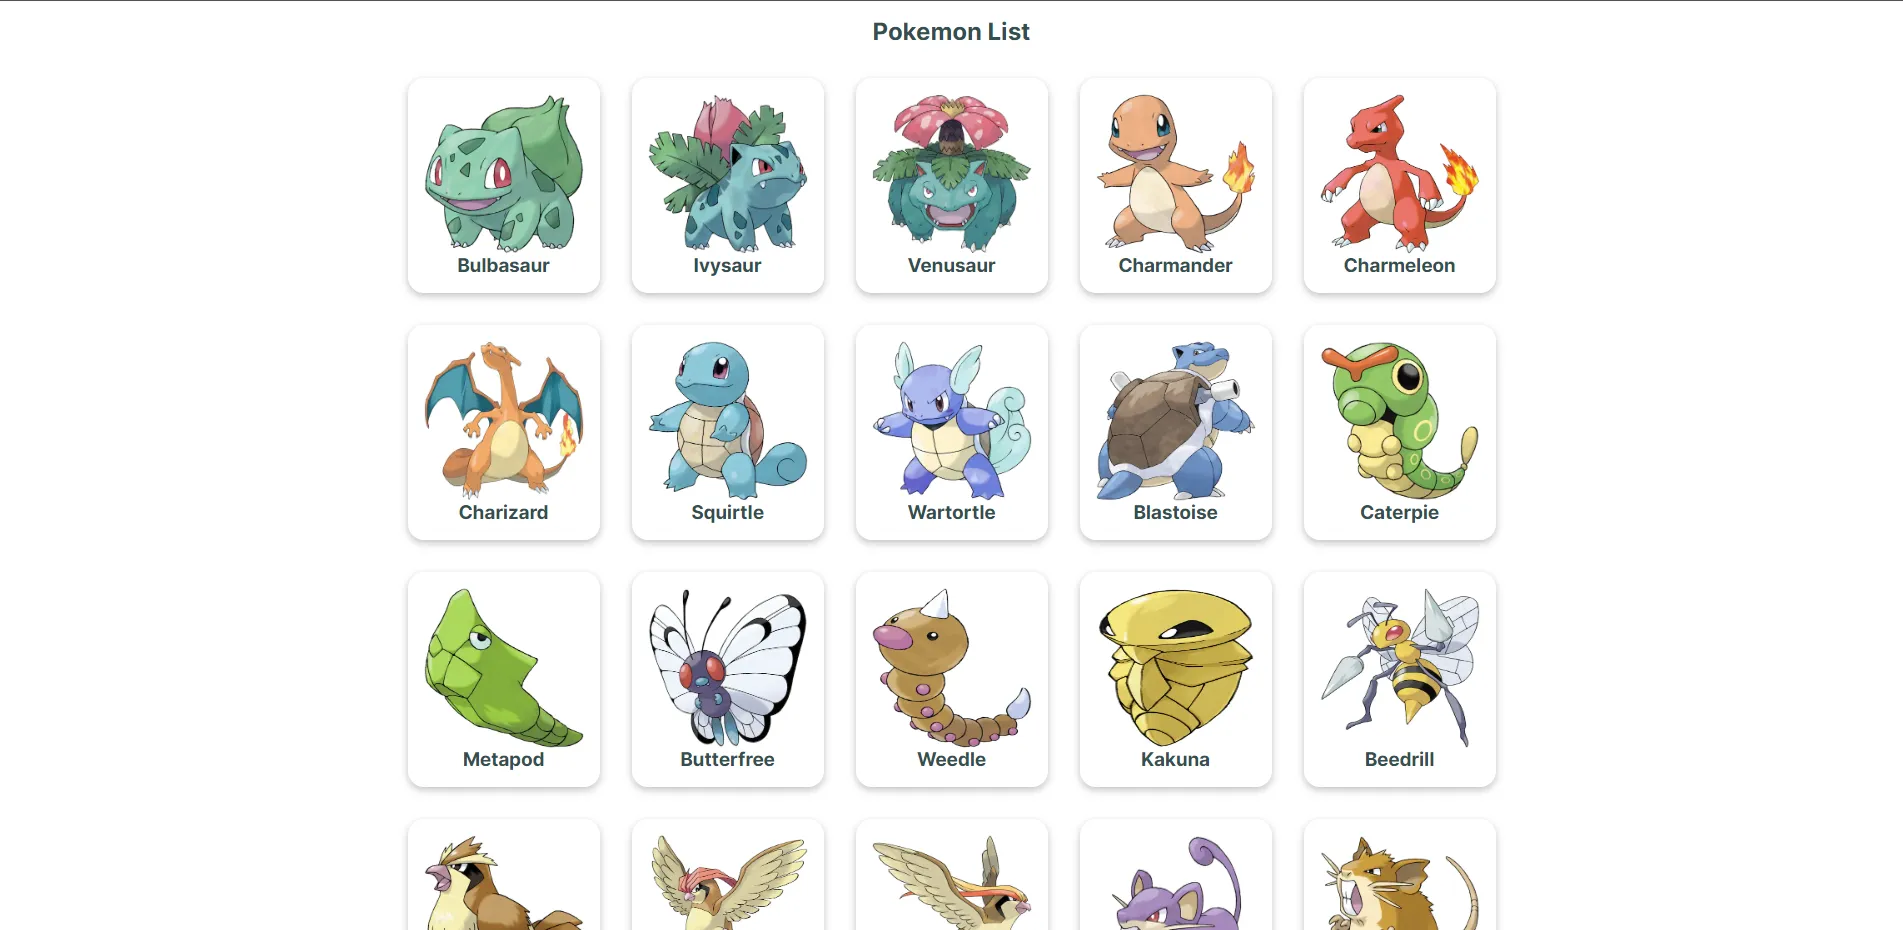 Pokemon List
Bulbasaur
Ivysaur
Venusaur
Charmander
Charmeleon
Charizard
Squirtle
Wartortle
Blastoise
Caterpie
Metapod
Butterfree
Weedle
Kakuna
Beedrill